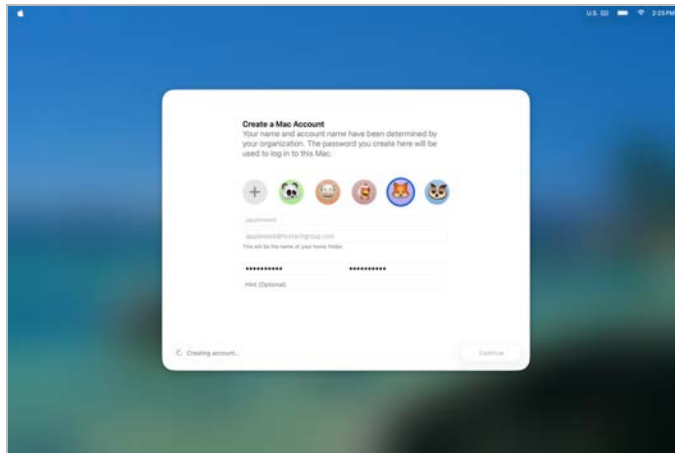 U.S. 2:25 PM
Create a Mac Account
Your name and account name have been determined by
your organization. The password you create here will be
used to log in to this Mac.
This will be the name of your home folder.
Hint (Optional)
Creating account...
Continue